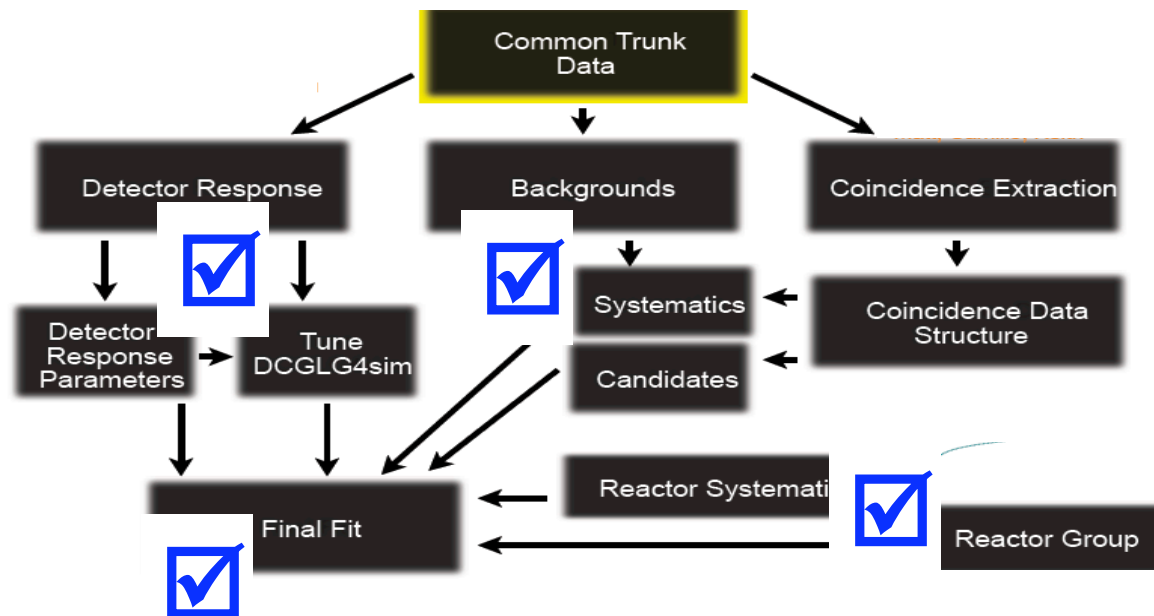 Common Trunk
Data
Detector Response
Backgrounds
Coincidence Extraction
Systematics
Coincidence Data
Structure
Detector
Response
Parameters
Tune
DCGLG4sim
Candidates
Reactor
Final Fit
Reactor Group